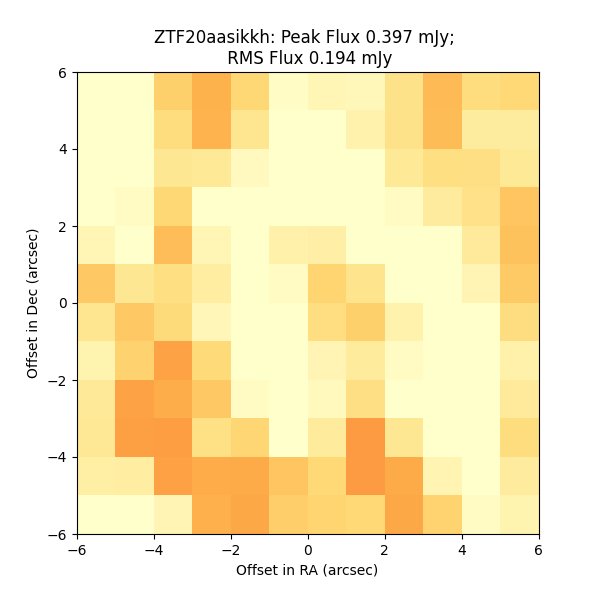 ZTF20aasikkh: Peak Flux 0.397 mJy;
RMS Flux 0.194 mJy
6
4
2
0
−2
−4
−6
Offset in Dec (arcsec)
−6 −4 −2 0 2 4 6
Offset in RA (arcsec)